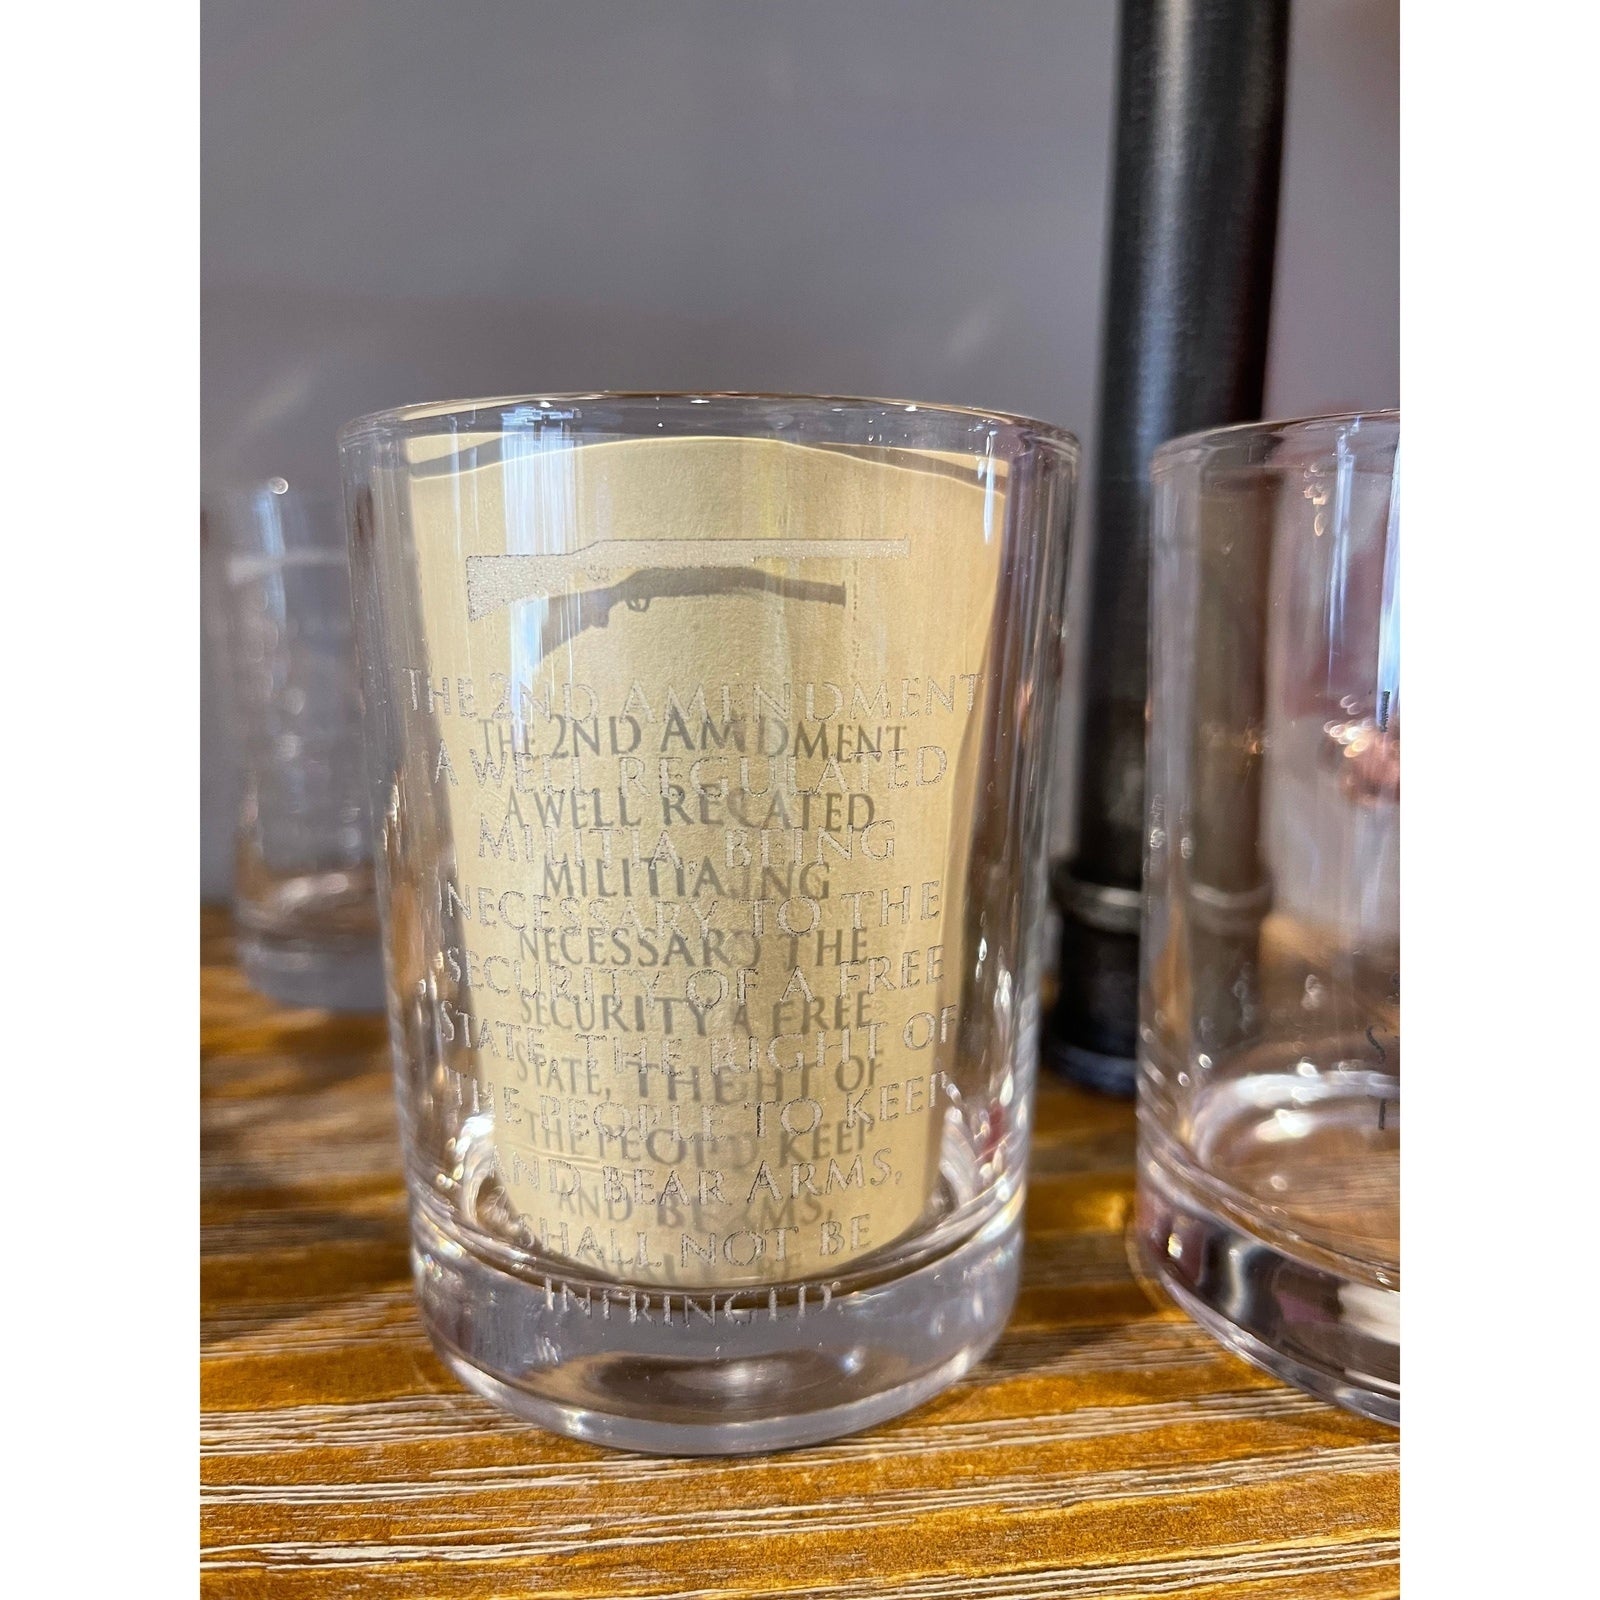 THE 2ND AMENDMENT
A WELL REGULATED
MILITIA, BEING
NECESSARY TO THE
SECURITY OF A FREE
STATE, THE RIGHT OF
THE PEOPLE TO KEEP
AND BEAR ARMS,
SHALL NOT BE
INFRINGED.